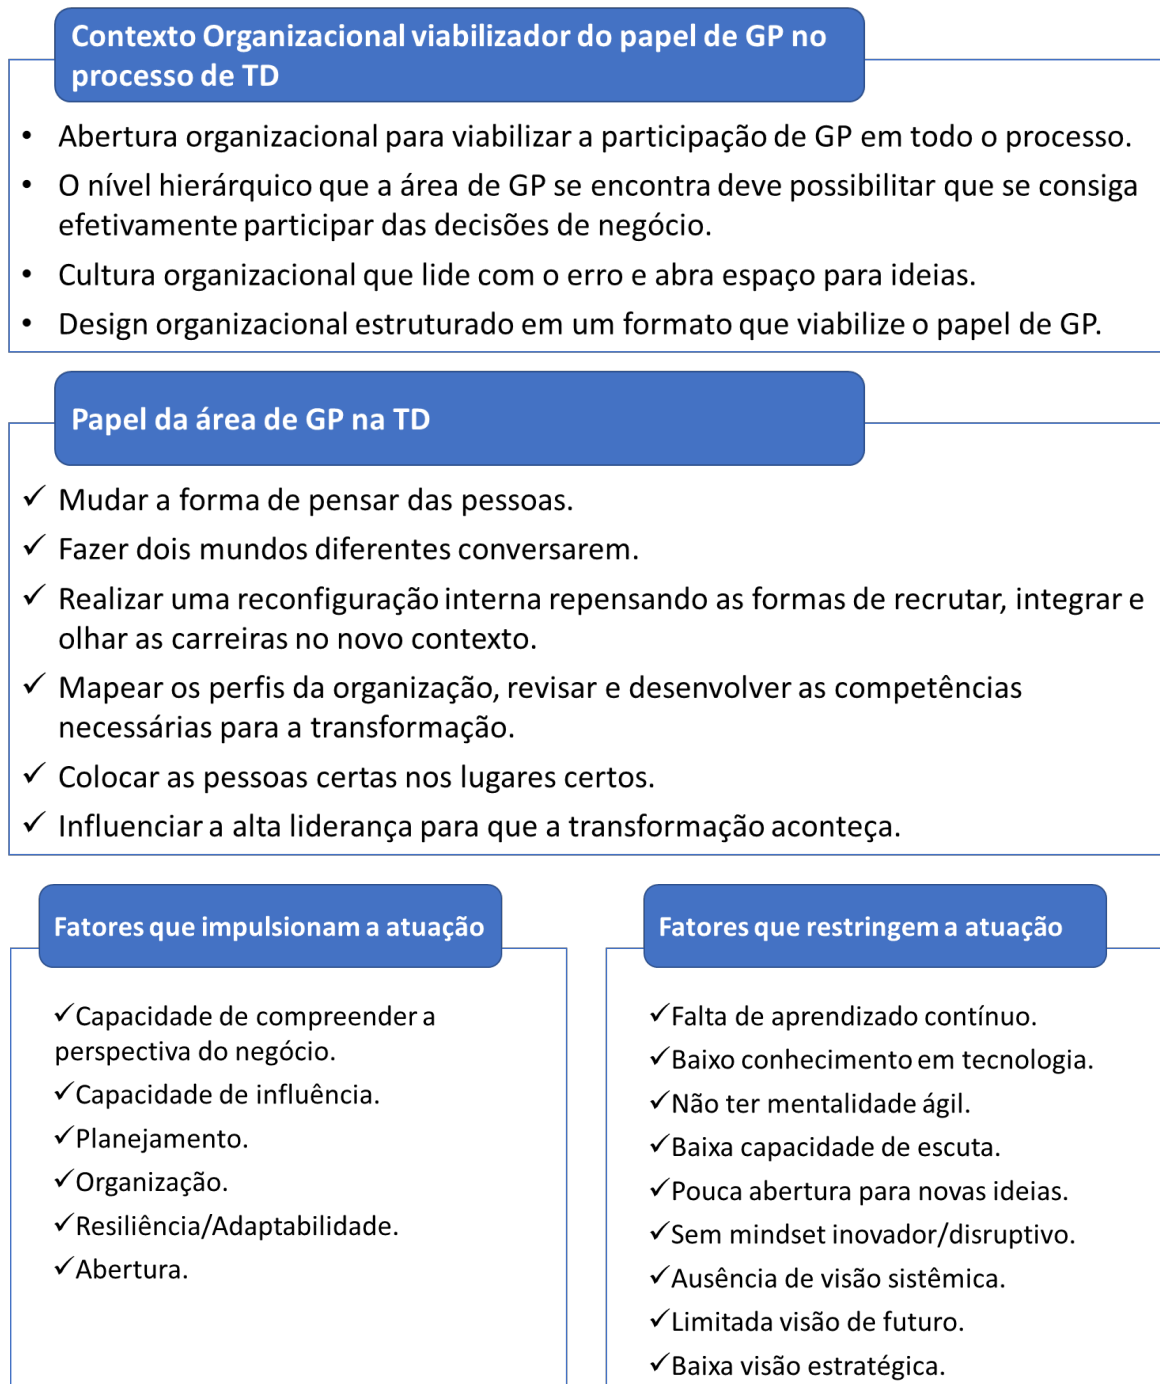 Contexto Organizacional viabilizador do papel de GP no
processo de TD
• Abertura organizacional para viabilizar a participação de GP em todo o processo.
• O nível hierárquico que a área de GP se encontra deve possibilitar que se consiga
efetivamente participar das decisões de negócio.
• Cultura organizacional que lide com o erro e abra espaço para ideias.
• Design organizacional estruturado em um formato que viabilize o papel de GP.
Papel da área de GP na TD
✓ Mudar a forma de pensar das pessoas.
✓ Fazer dois mundos diferentes conversarem.
✓ Realizar uma reconfiguração interna repensando as formas de recrutar, integrar e
olhar as carreiras no novo contexto.
✓ Mapear os perfis da organização, revisar e desenvolver as competências
necessárias para a transformação.
✓ Colocar as pessoas certas nos lugares certos.
✓ Influenciar a alta liderança para que a transformação aconteça.
Fatores que impulsionam a atuação
✓Capacidade de compreender a
perspectiva do negócio.
✓Capacidade de influência.
✓Planejamento.
✓Organização.
✓Resiliência/Adaptabilidade.
✓Abertura.
Fatores que restringem a atuação
✓Falta de aprendizado contínuo.
✓Baixo conhecimento em tecnologia.
✓Não ter mentalidade ágil.
✓Baixa capacidade de escuta.
✓Pouca abertura para novas ideias.
✓Sem mindset inovador/disruptivo.
✓Ausência de visão sistêmica.
✓Limitada visão de futuro.
✓Baixa visão estratégica.